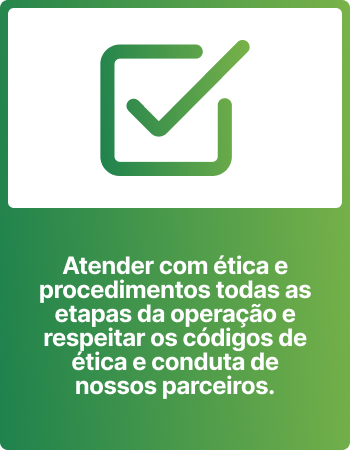 Atender com ética e
procedimentos todas as
etapas da operação e
respeitar os códigos de
ética e conduta de
nossos parceiros.